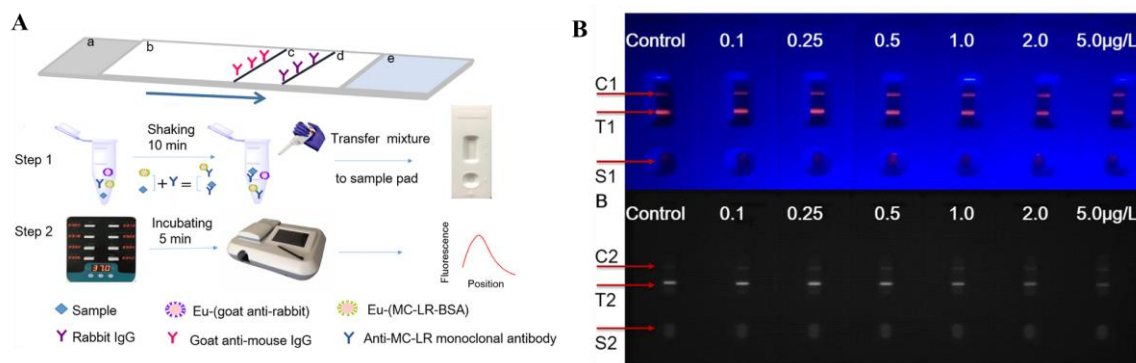 A
a
b
c
d
e
Step 1
Shaking
10 min
Transfer mixture
to sample pad
+
=
Step 2
Incubating
5 min
37.0
Fluorescence
Position
Sample
Eu-(goat anti-rabbit)
Eu-(MC-LR-BSA)
Rabbit IgG
Goat anti-mouse IgG
Anti-MC-LR monoclonal antibody
B
Control 0.1 0.25 0.5 1.0 2.0 5.0µg/L
C1
T1
S1
B
Control 0.1 0.25 0.5 1.0 2.0 5.0µg/L
C2
T2
S2